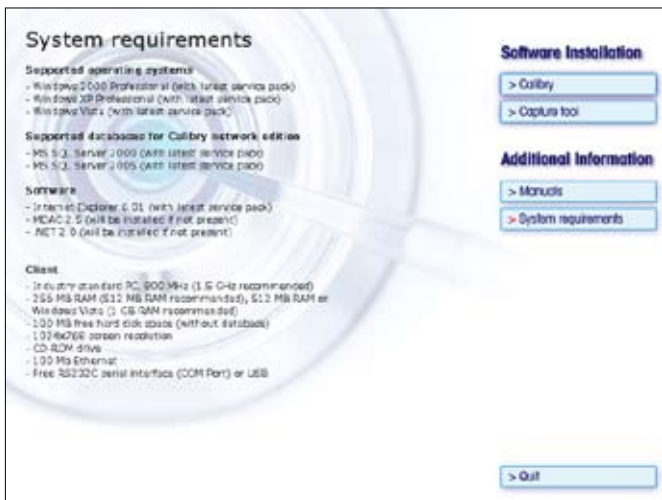 System requirements
Supported operating systems
- Windows 2000 Professional (with latest service pack)
- Windows XP Professional (with latest service pack)
- Windows Vista (with latest service pack)
Supported databases for Calibry network edition
- MS SQL Server 2000 (with latest service pack)
- MS SQL Server 2005 (with latest service pack)
Software
- Internet Explorer 6.01 (with latest service pack)
- MDAC 2.5 (will be installed if not present)
- .NET 2.0 (will be installed if not present)
Client
- Industry standard PC, 800 MHz (1.5 GHz recommended)
- 256 MB RAM (512 MB RAM recommended), 512 MB RAM or
Windows Vista (1 GB RAM recommended)
- 100 MB free hard disk space (without database)
- 1024x768 screen resolution
- CD-ROM drive
- 100 Mb Ethernet
- Free RS232C serial interface (COM Port) or USB
Software Installation
> Calibry
> Capture tool
Additional Information
> Manuals
> System requirements
> Quit